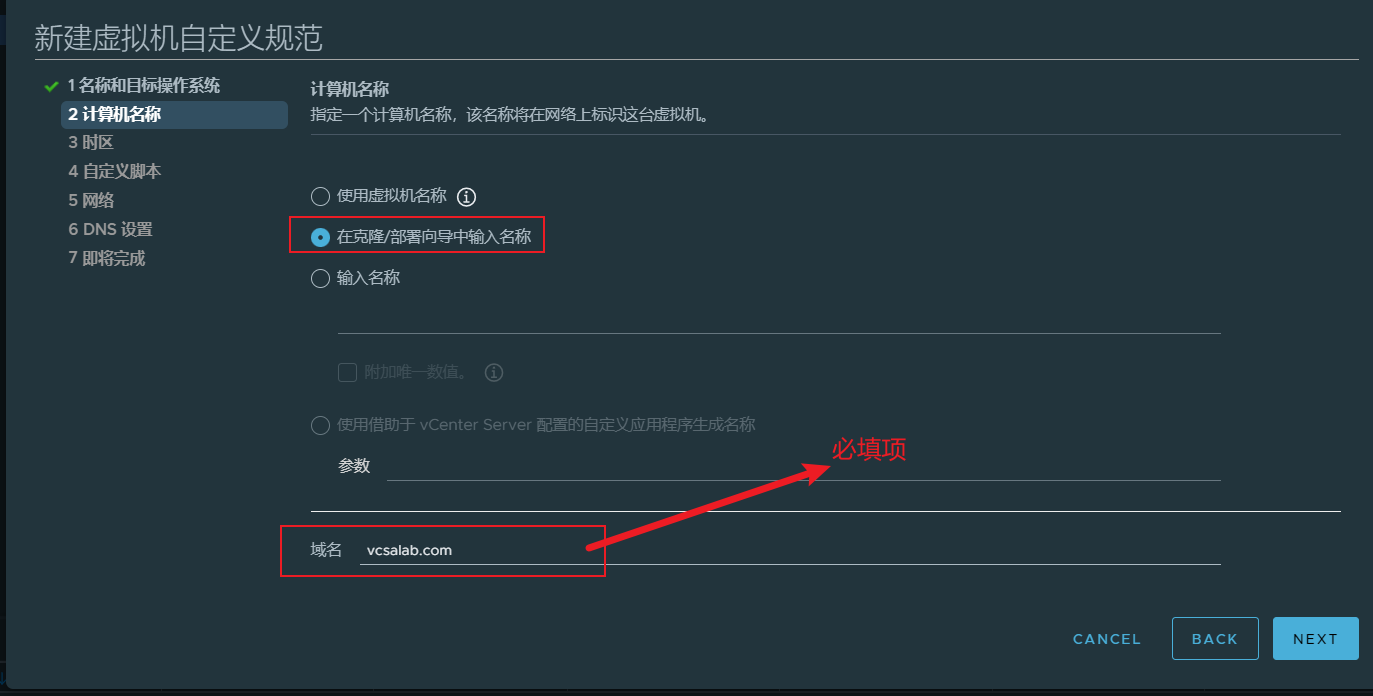 新建虚拟机自定义规范
1 名称和目标操作系统
2 计算机名称
3 时区
4 自定义脚本
5 网络
6 DNS 设置
7 即将完成
计算机名称
指定一个计算机名称，该名称将在网络上标识这台虚拟机。
使用虚拟机名称
在克隆/部署向导中输入名称
输入名称
附加唯一数值。
使用借助于 vCenter Server 配置的自定义应用程序生成名称
参数
必填项
域名 vcsalab.com
CANCEL BACK NEXT